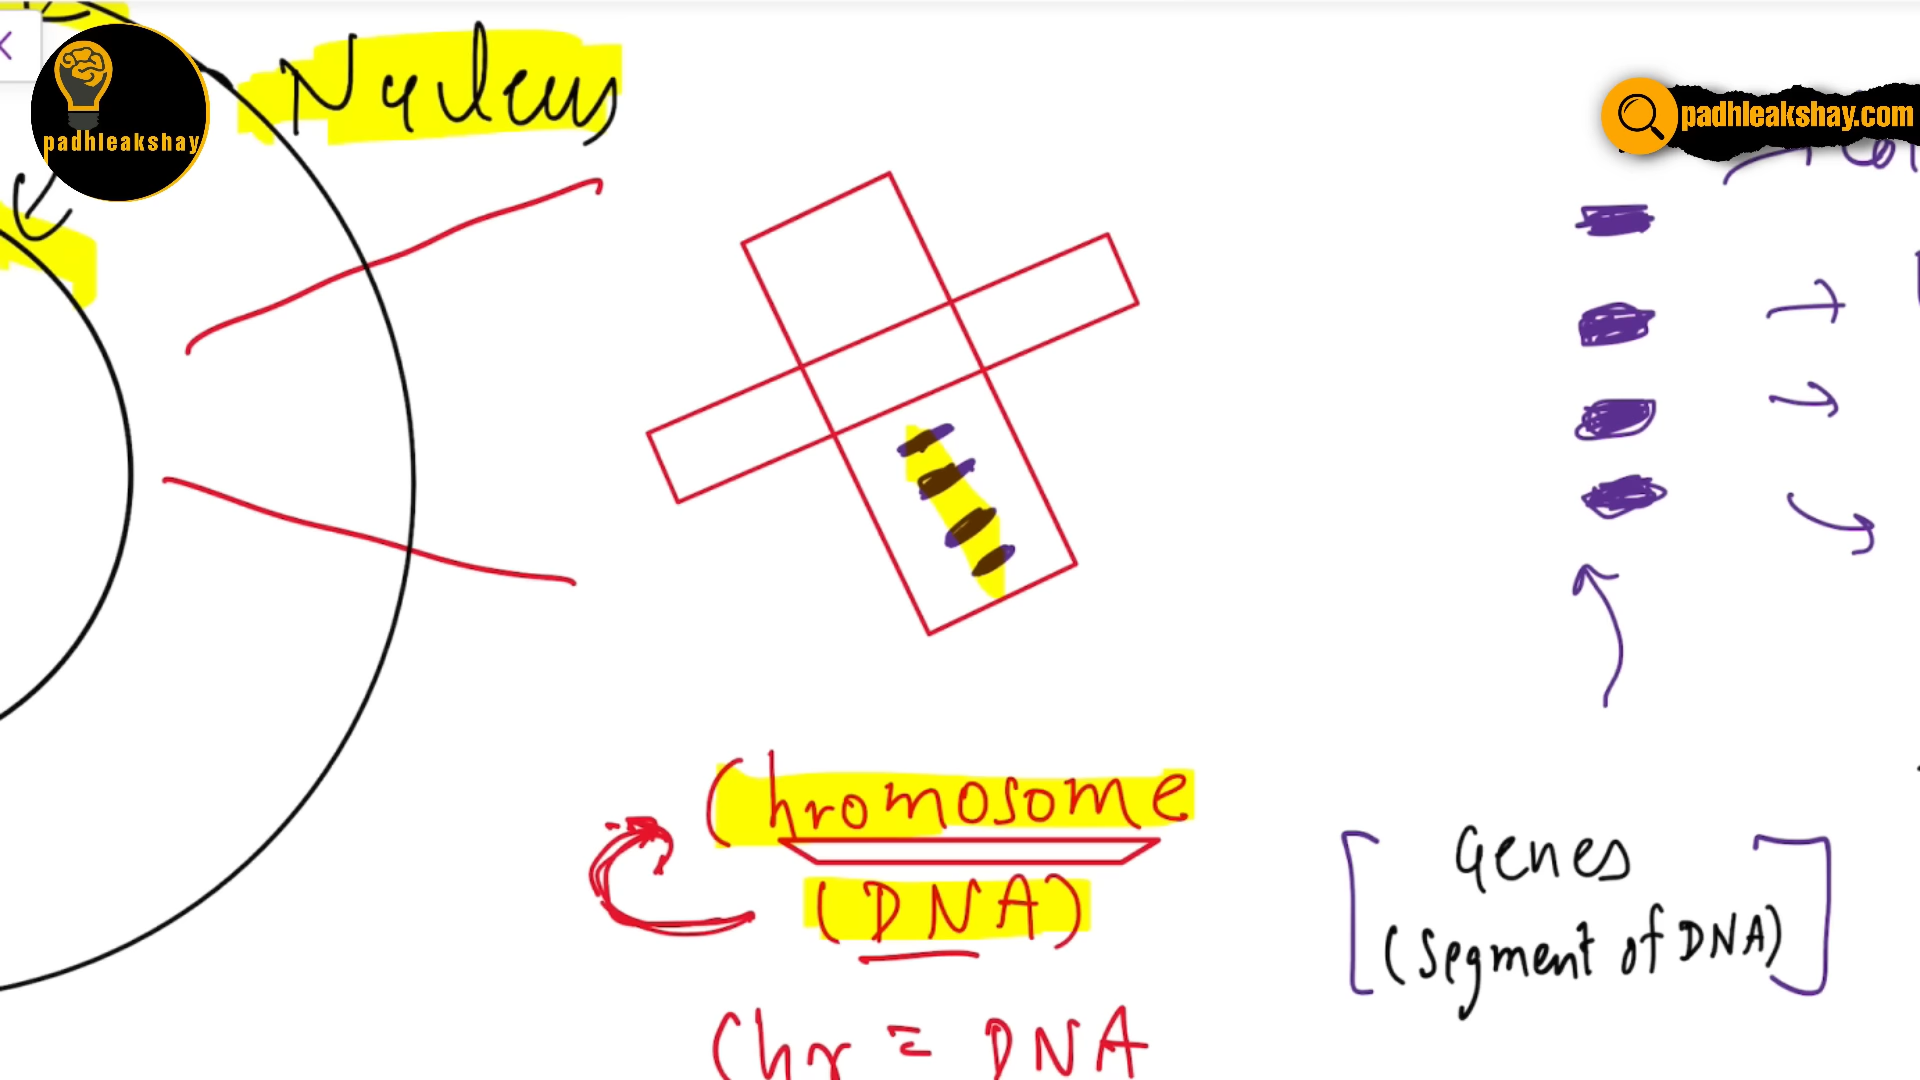 Nucleus
padhleakshay
padhleakshay.com
Chromosome
(DNA)
Genes
(Segment of DNA)
Chr = DNA